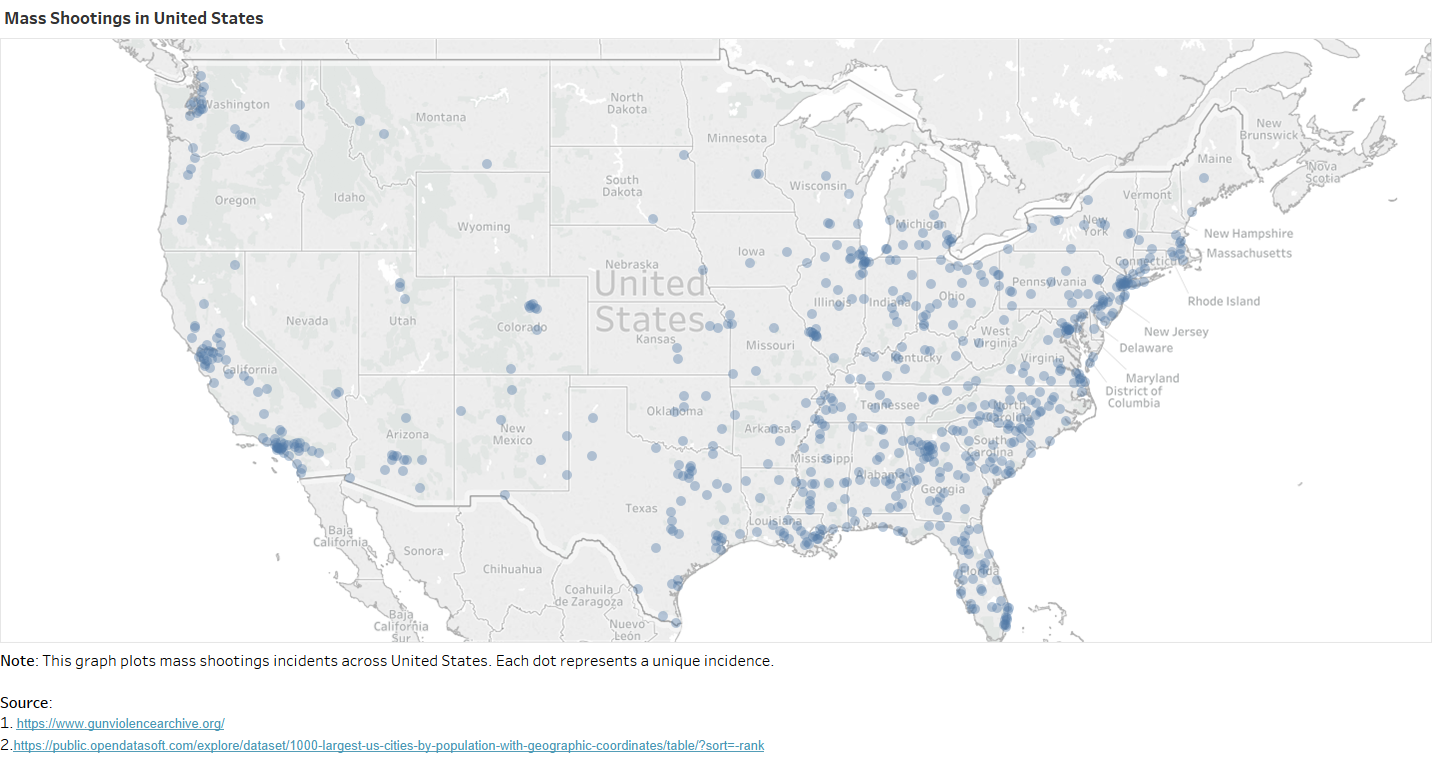 Mass Shootings in United States
Washington
Montana
North
Dakota
Minnesota
New
Brunswick
Maine
Nova
Scotia
Oregon
Idaho
South
Dakota
Wisconsin
Michigan
Vermont
New
York
New Hampshire
Wyoming
Iowa
Massachusetts
Connecticut
Nebraska
United
States
Pennsylvania
Rhode Island
Illinois
Indiana
Ohio
Nevada
Utah
Colorado
Kansas
Missouri
West
Virginia
New Jersey
Delaware
Kentucky
Virginia
California
Maryland
District of
Columbia
Oklahoma
Tennessee
North
Carolina
Arizona
New
Mexico
Arkansas
South
Carolina
Mississippi
Alabama
Georgia
Texas
Louisiana
Baja
California
Sonora
Chihuahua
Florida
Coahuila
de Zaragoza
Baja
California
Sur
Nuevo
León
Note: This graph plots mass shootings incidents across United States. Each dot represents a unique incidence.
Source:
1. https://www.gunviolencearchive.org/
2.https://public.opendatasoft.com/explore/dataset/1000-largest-us-cities-by-population-with-geographic-coordinates/table/?sort=-rank